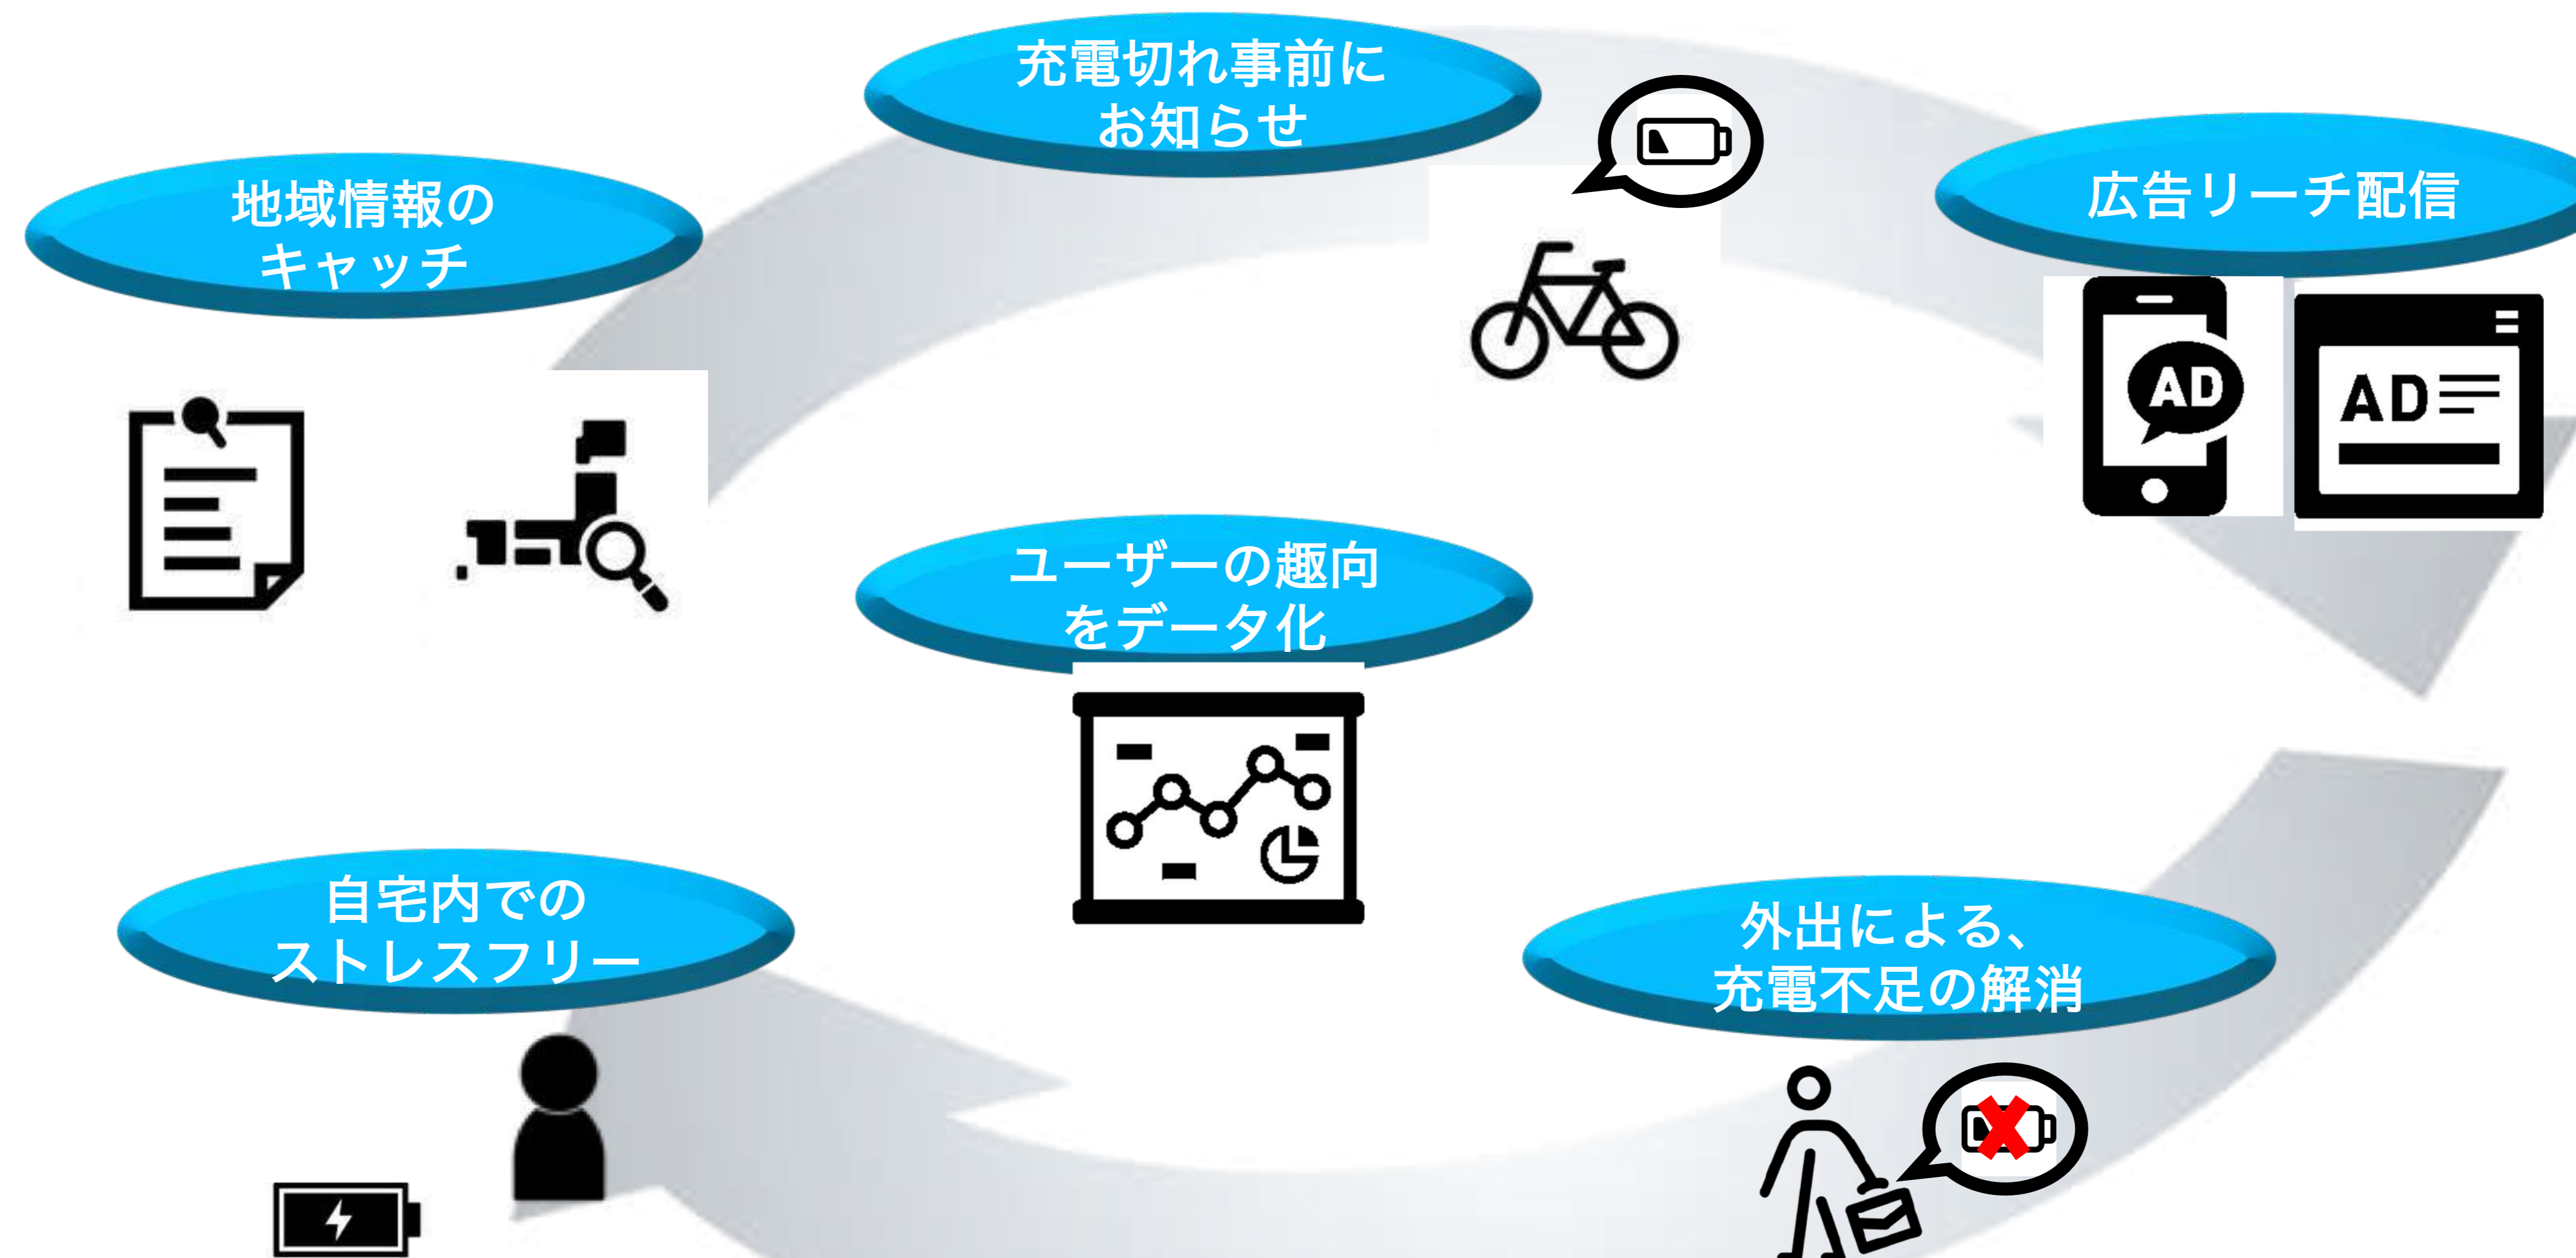 充電切れ事前に
お知らせ
地域情報の
キャッチ
広告リーチ配信
AD
AD
ユーザーの趣向
をデータ化
自宅内での
ストレスフリー
外出による、
充電不足の解消